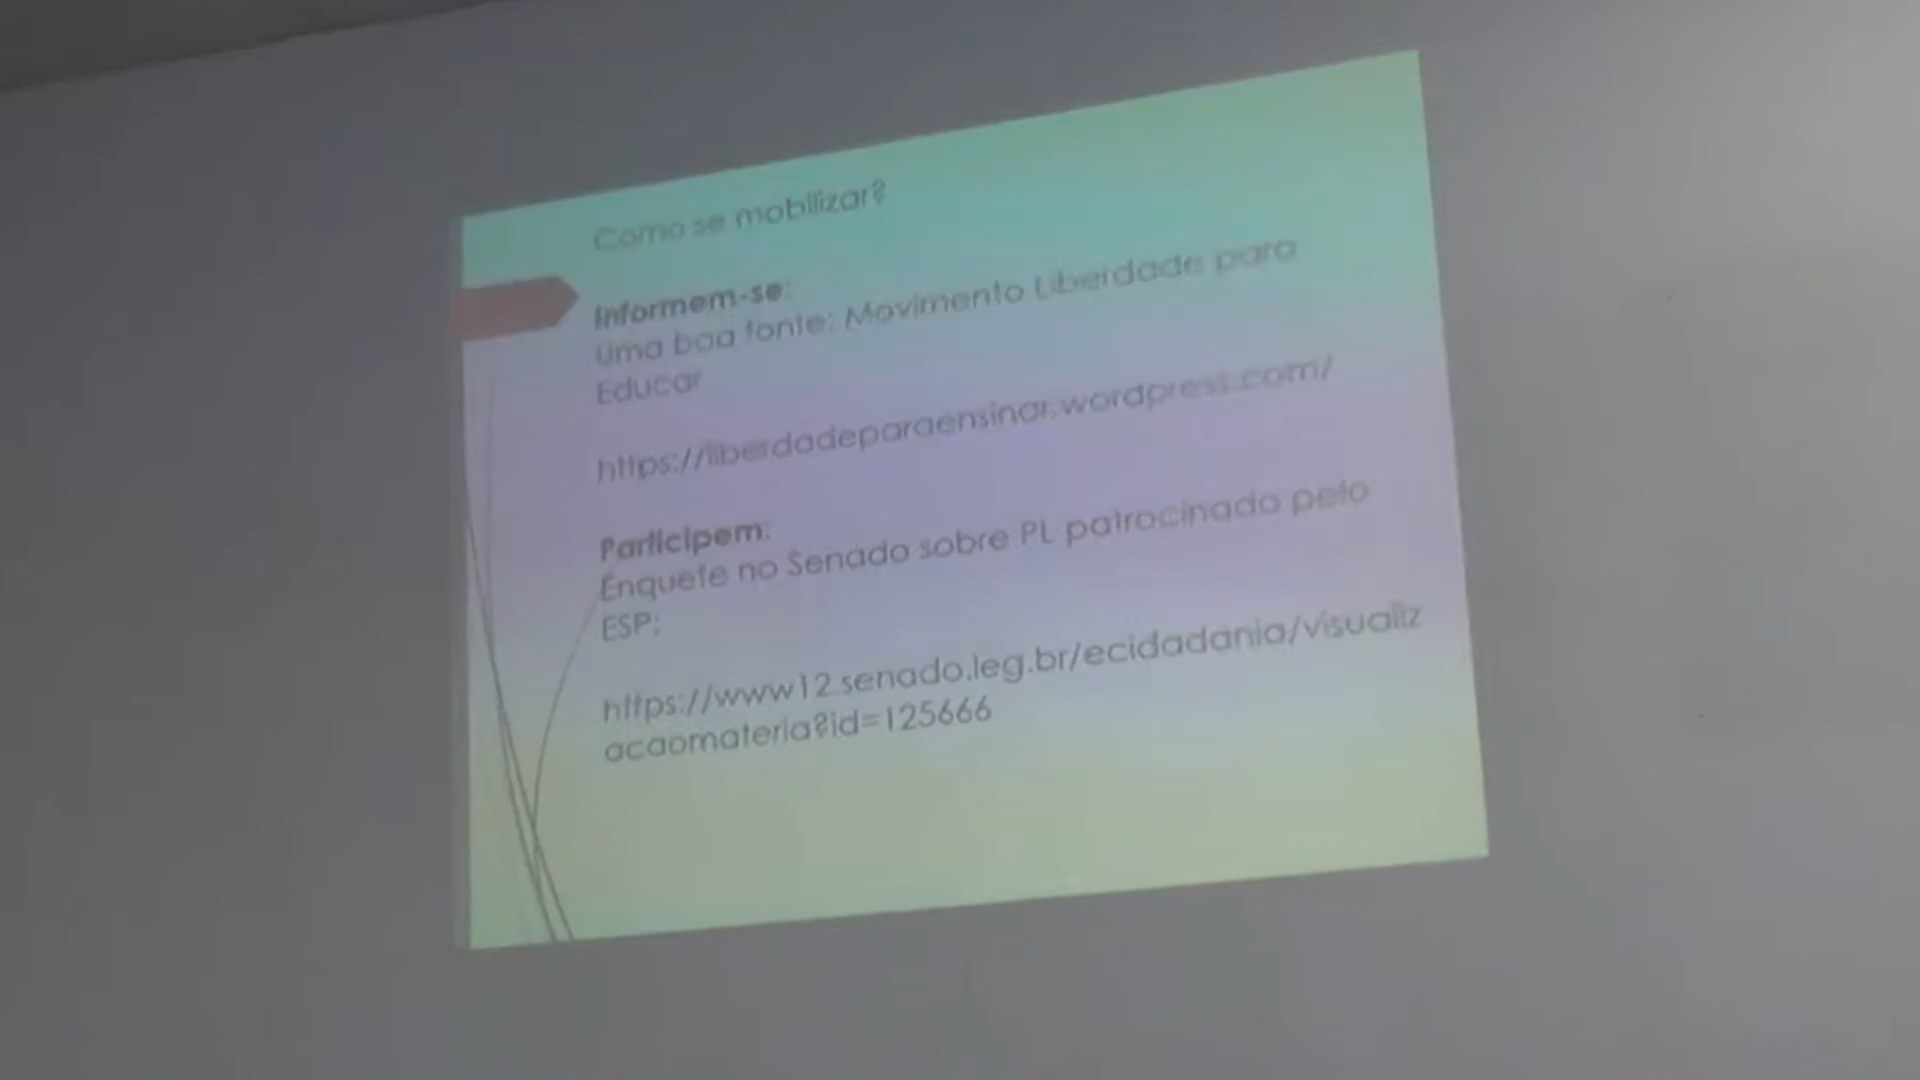 Como se mobilizar?
Informem-se:
Uma boa fonte: Movimento Liberdade para
Educar
https://liberdadeparaensinar.wordpress.com/
Participem:
Enquete no Senado sobre PL patrocinado pelo
ESP:
https://www12.senado.leg.br/ecidadania/visualiz
acaomateria?id=125666